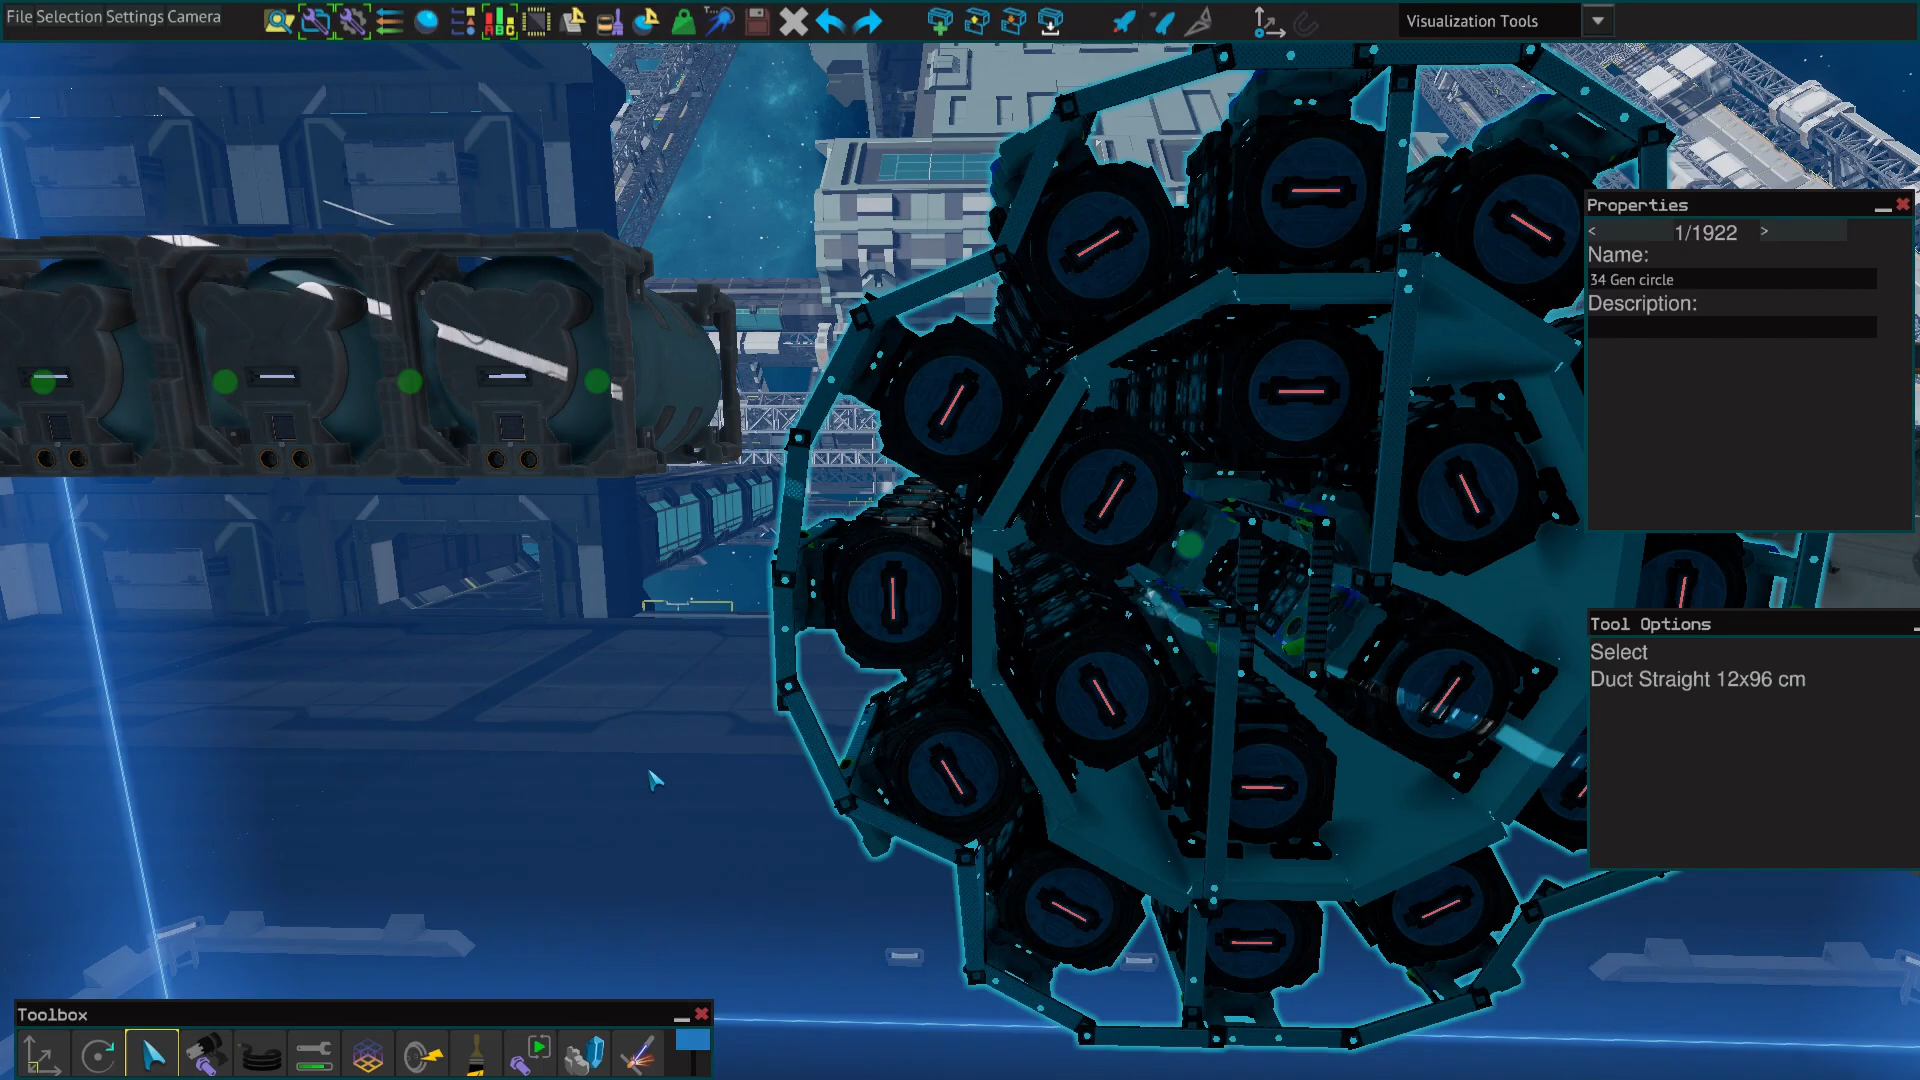 File Selection Settings Camera
ABC
Visualization Tools
Properties
< 1/1922 >
Name:
34 Gen circle
Description:
Tool Options
Select
Duct Straight 12x96 cm
Toolbox